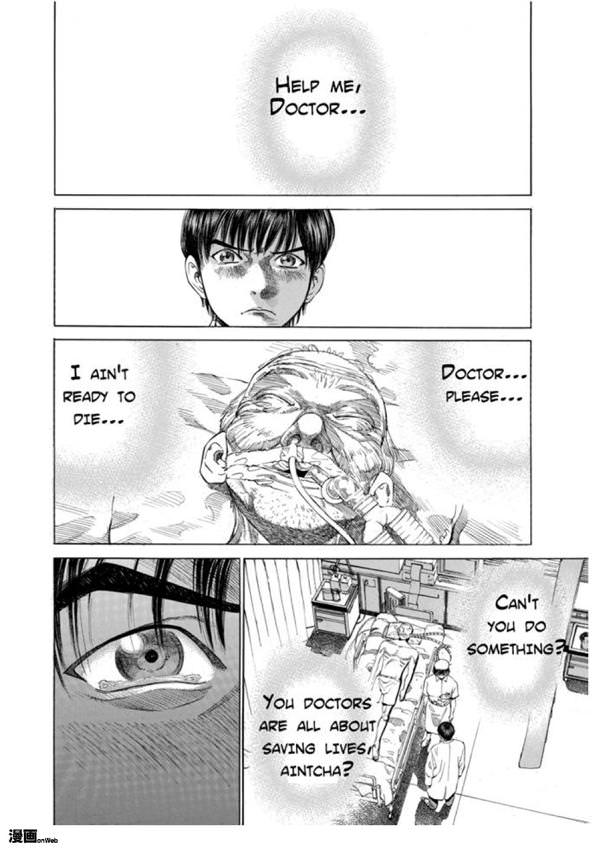 HELP ME,
DOCTOR...
DOCTOR...
PLEASE...
I AIN'T
READY TO
DIE...
CAN'T
YOU DO
SOMETHING?
YOU DOCTORS
ARE ALL ABOUT
SAVING LIVES,
AINTCHA?
漫画onWeb